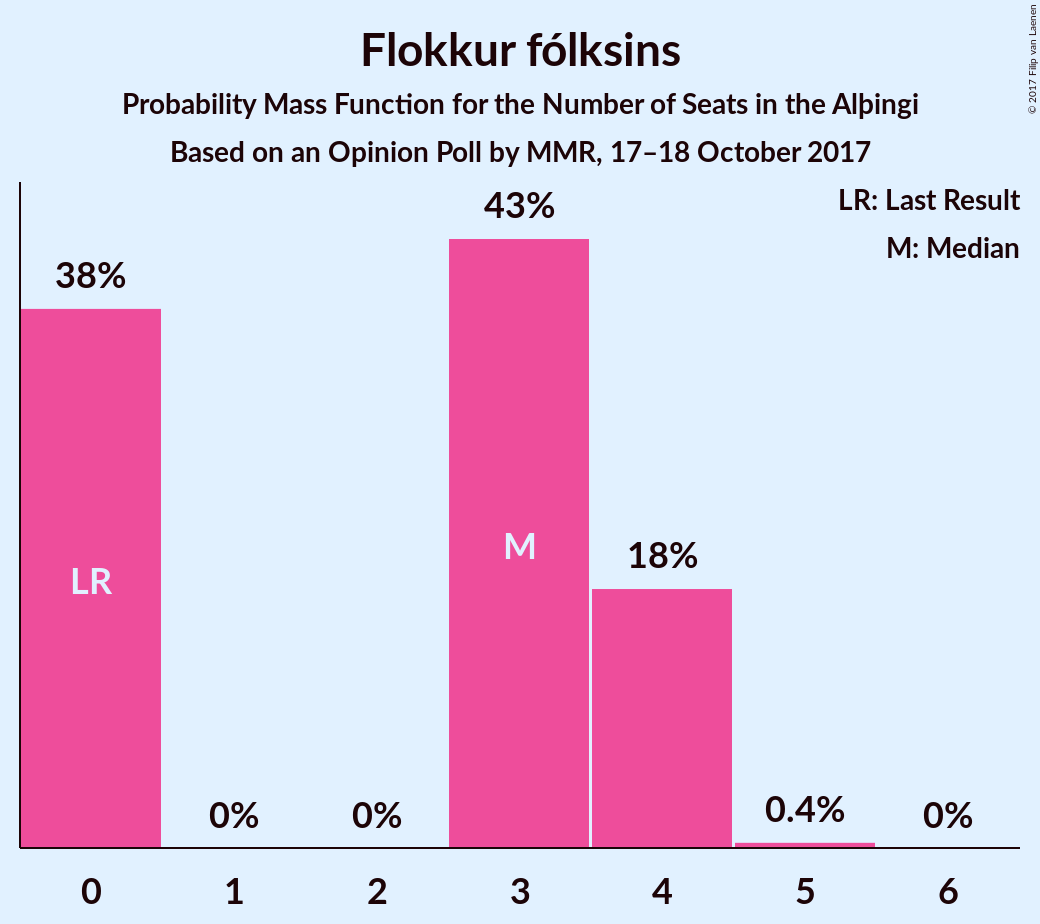 Flokkur fólksins
Probability Mass Function for the Number of Seats in the Alþingi
Based on an Opinion Poll by MMR, 17–18 October 2017
© 2017 Filip van Laenen
LR: Last Result
M: Median
43%
38%
18%
0%
0%
0.4%
0%
LR
M
0 1 2 3 4 5 6